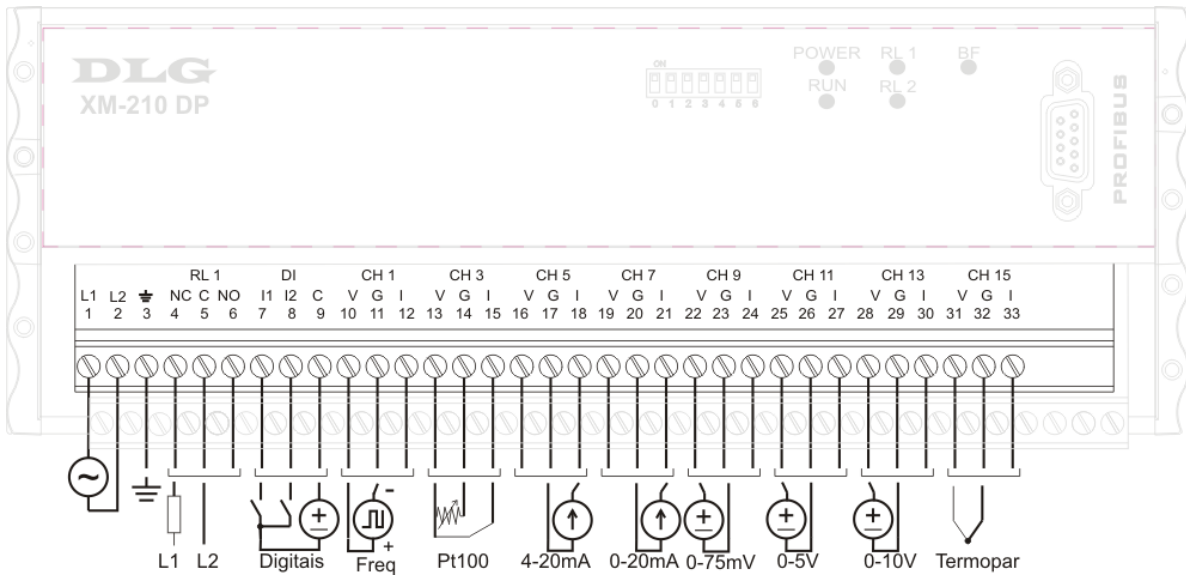 DLG
XM-210 DP
ON
0 1 2 3 4 5 6
POWER RL 1 BF
RUN RL 2
PROFIBUS
RL 1 DI CH 1 CH 3 CH 5 CH 7 CH 9 CH 11 CH 13 CH 15
L1 L2 NC C NO I1 I2 C V G I V G I V G I V G I V G I V G I V G I V G I
1 2 3 4 5 6 7 8 9 10 11 12 13 14 15 16 17 18 19 20 21 22 23 24 25 26 27 28 29 30 31 32 33
L1 L2 Digitais Freq Pt100 4-20mA 0-20mA 0-75mV 0-5V 0-10V Termopar